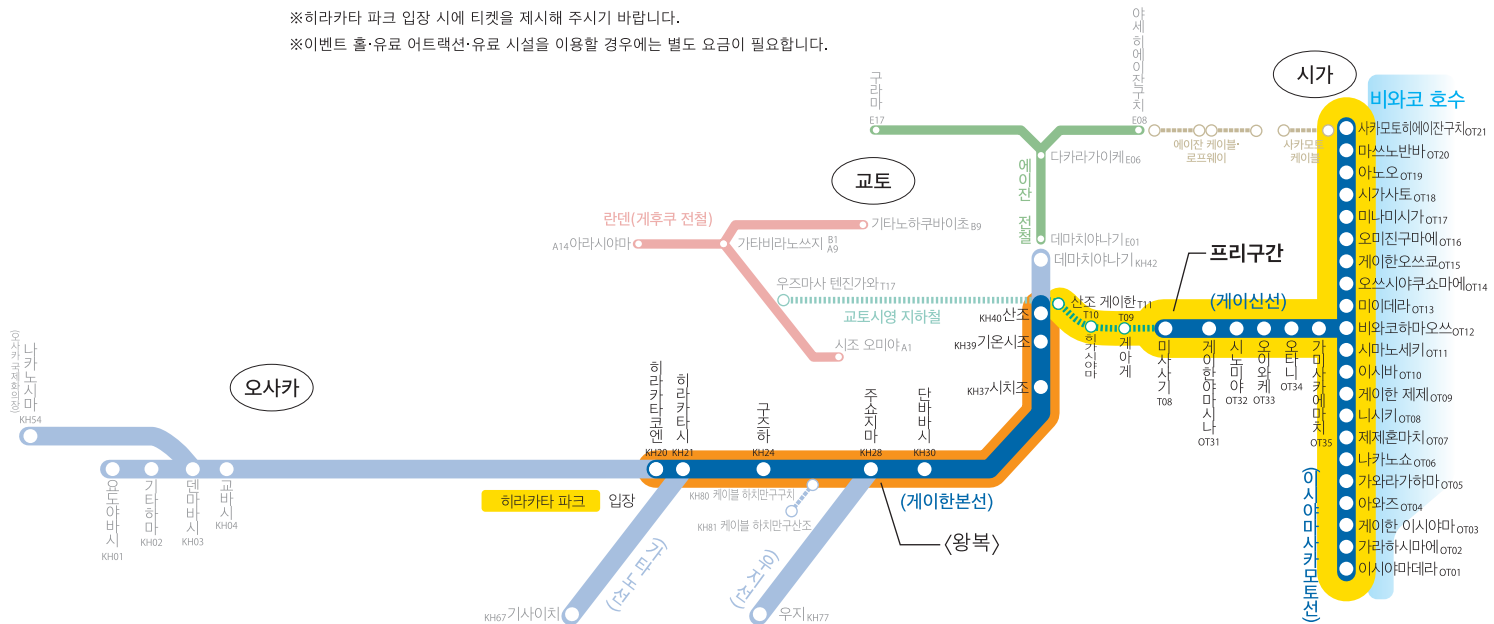 ※히라카타 파크 입장 시에 티켓을 제시해 주시기 바랍니다.
※이벤트 홀·유료 어트랙션·유료 시설을 이용할 경우에는 별도 요금이 필요합니다.
구라마
E17
야세히에이잔구치
E08
시가
비와코 호수
에이잔 케이블·
로프웨이
사카모토
케이블
다카라가이케 E06
에이잔 전철
교토
란덴(게후쿠 전철)
A14 아라시야마
가타비라노쓰지 B1
A9
기타노하쿠바이초 B9
데마치야나기 E01
데마치야나기 KH42
우즈마사 텐진가와 T17
교토시영 지하철
시조 오미야 A1
프리구간
(게이신선)
산조 게이한 T11
T10
히가시야마
T09
게아게
KH40 산조
KH39 기온시조
KH37 시치조
미사사기
T08
게이한야마시나
OT31
시노미야
OT32
오이와케
OT33
오타니
OT34
가미사카에마치
OT35
사카모토히에이잔구치 OT21
마쓰노반바 OT20
아노오 OT19
시가사토 OT18
미나미시가 OT17
오미진구마에 OT16
게이한오쓰쿄 OT15
오쓰시야쿠쇼마에 OT14
미이데라 OT13
비와코하마오쓰 OT12
시마노세키 OT11
이시바 OT10
게이한 제제 OT09
니시키 OT08
제제혼마치 OT07
나카노쇼 OT06
가와라가하마 OT05
아와즈 OT04
게이한 이시야마 OT03
가라하시마에 OT02
이시야마데라 OT01
(이시야마사카모토선)
오사카
나카노시마
(오사카국제회의장)
KH54
요도야바시
KH01
기타하마
KH02
덴마바시
KH03
교바시
KH04
히라카타코엔
KH20
히라카타시
KH21
구즈하
KH24
주쇼지마
KH28
단바바시
KH30
히라카타 파크 입장
KH80 케이블 하치만구구치
KH81 케이블 하치만구산조
(게이한본선)
〈왕복〉
(가타노선)
(우지선)
KH67 기사이치
우지 KH77